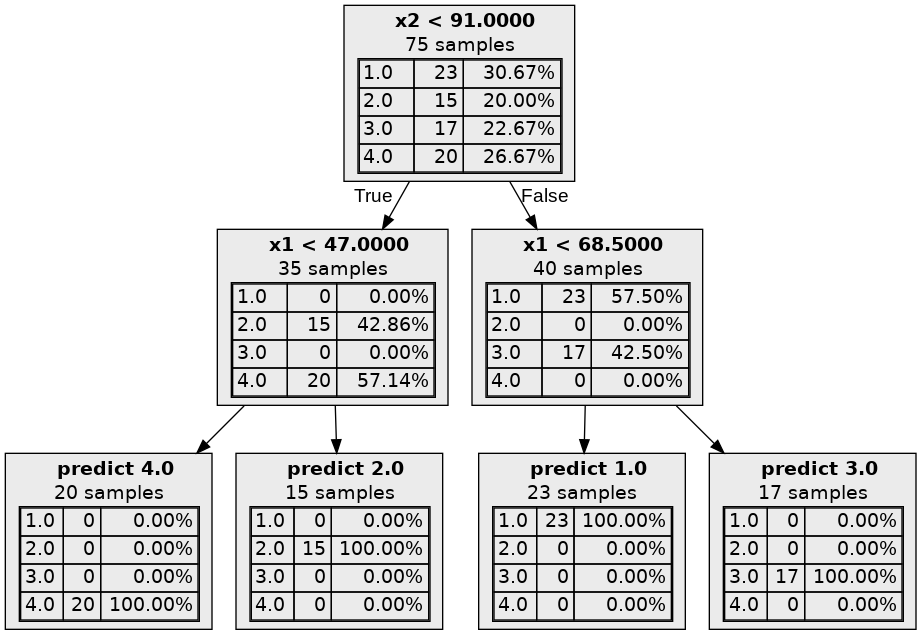 x2 < 91.0000
75 samples
1.0 23 30.67%
2.0 15 20.00%
3.0 17 22.67%
4.0 20 26.67%
True
False
x1 < 47.0000
35 samples
1.0 0 0.00%
2.0 15 42.86%
3.0 0 0.00%
4.0 20 57.14%
x1 < 68.5000
40 samples
1.0 23 57.50%
2.0 0 0.00%
3.0 17 42.50%
4.0 0 0.00%
predict 4.0
20 samples
1.0 0 0.00%
2.0 0 0.00%
3.0 0 0.00%
4.0 20 100.00%
predict 2.0
15 samples
1.0 0 0.00%
2.0 15 100.00%
3.0 0 0.00%
4.0 0 0.00%
predict 1.0
23 samples
1.0 23 100.00%
2.0 0 0.00%
3.0 0 0.00%
4.0 0 0.00%
predict 3.0
17 samples
1.0 0 0.00%
2.0 0 0.00%
3.0 17 100.00%
4.0 0 0.00%